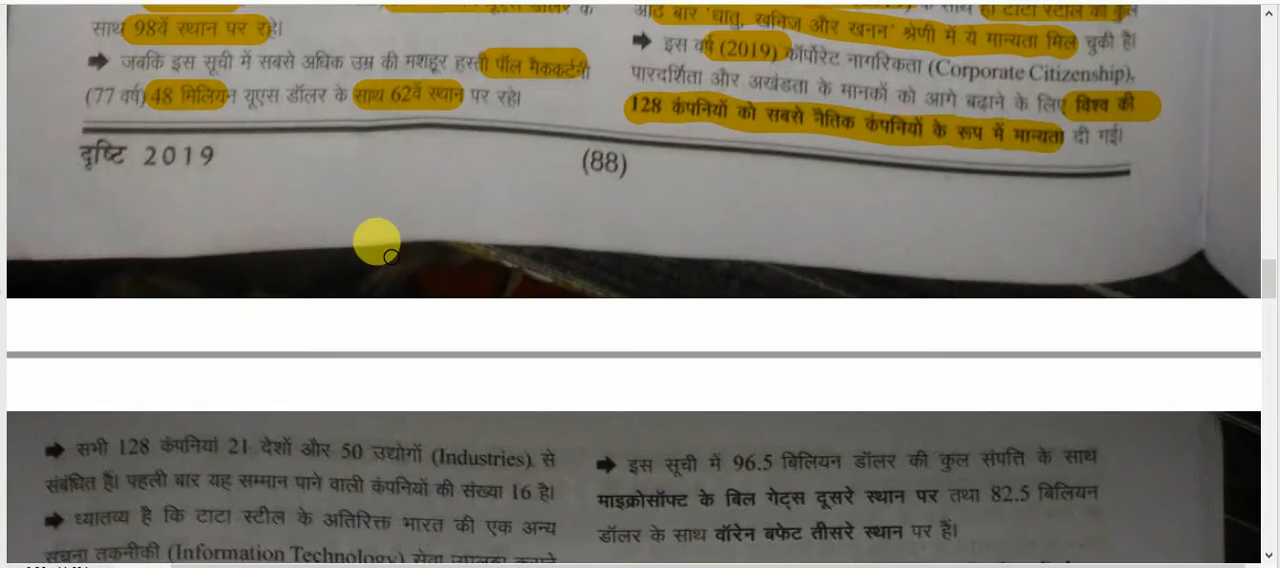 साथ 98वें स्थान पर रहे।
➡ जबकि इस सूची में सबसे अधिक उम्र की मशहूर हस्ती पॉल मैककर्टनी
(77 वर्ष) 48 मिलियन यूएस डॉलर के साथ 62वें स्थान पर रहे।
आठ बार 'धातु, खनिज और खनन' श्रेणी में ये मान्यता मिल चुकी है।
➡ इस वर्ष (2019) कॉर्पोरेट नागरिकता (Corporate Citizenship),
पारदर्शिता और अखंडता के मानकों को आगे बढ़ाने के लिए विश्व की
128 कंपनियों को सबसे नैतिक कंपनियों के रूप में मान्यता दी गई।
दृष्टि 2019
(88)
➡ सभी 128 कंपनियां 21 देशों और 50 उद्योगों (Industries) से
संबंधित हैं। पहली बार यह सम्मान पाने वाली कंपनियों की संख्या 16 है।
➡ ध्यातव्य है कि टाटा स्टील के अतिरिक्त भारत की एक अन्य
सूचना तकनीकी (Information Technology) सेवा
➡ इस सूची में 96.5 बिलियन डॉलर की कुल संपत्ति के साथ
माइक्रोसॉफ्ट के बिल गेट्स दूसरे स्थान पर तथा 82.5 बिलियन
डॉलर के साथ वॉरेन बफेट तीसरे स्थान पर हैं।